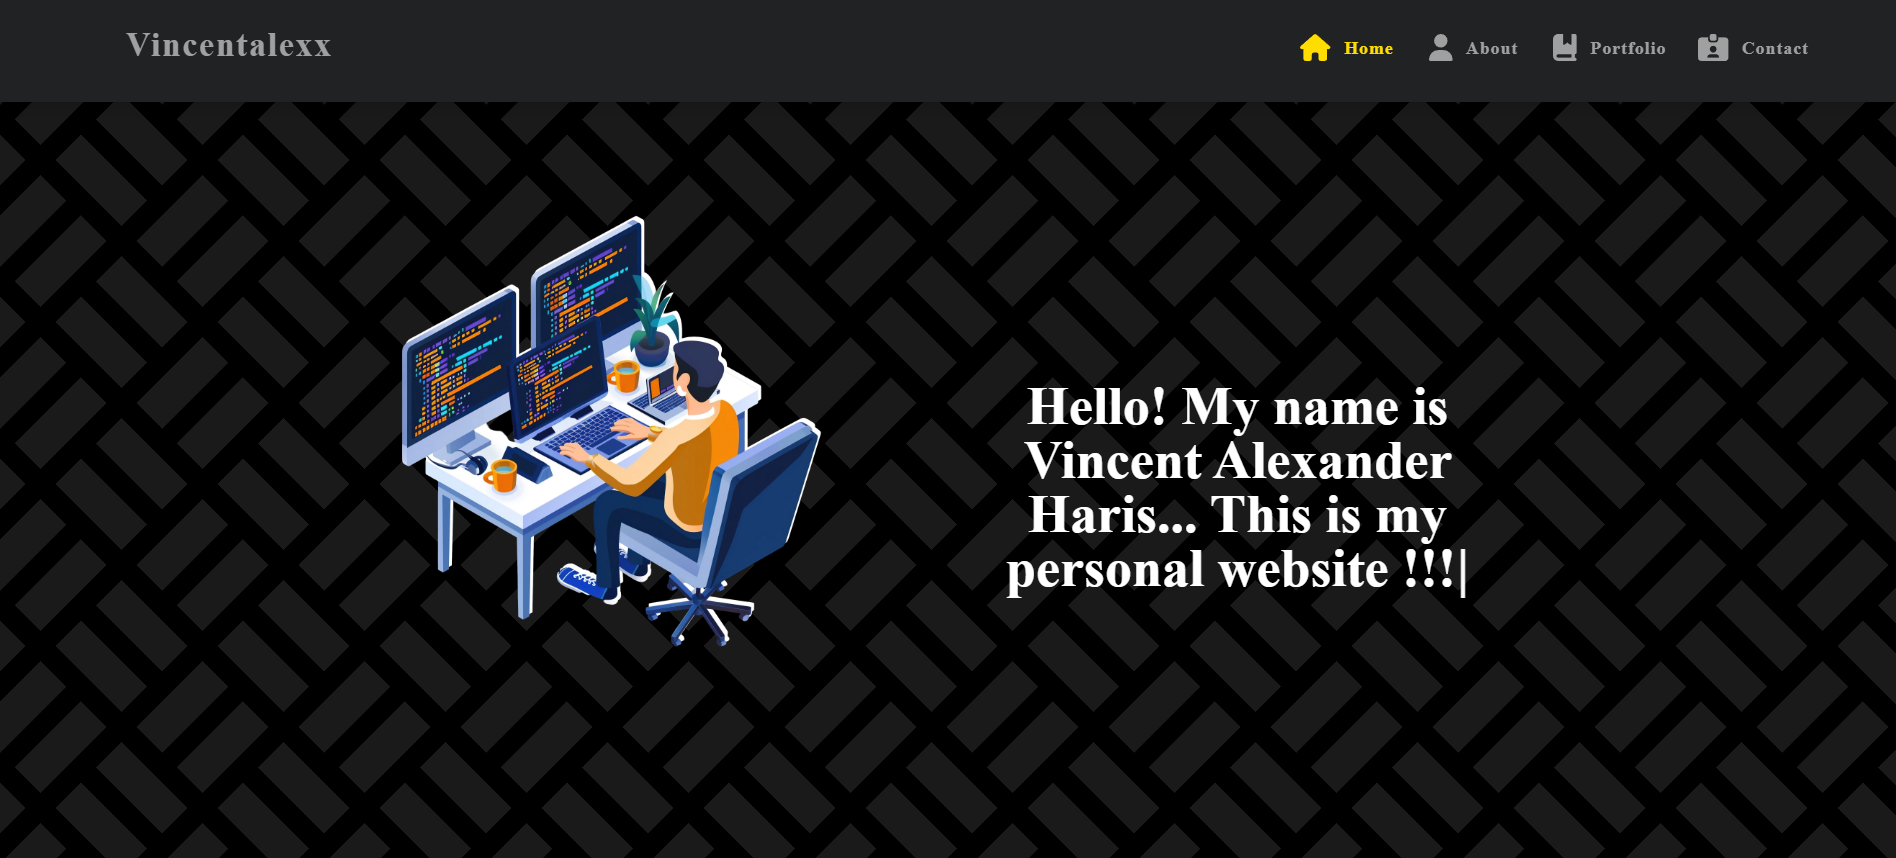 Vincentalexx
Home
About
Portfolio
Contact
Hello! My name is
Vincent Alexander
Haris... This is my
personal website !!!|